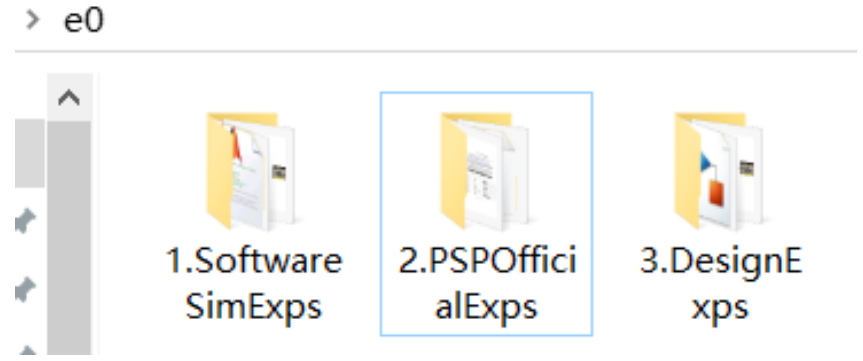 > e0
1.Software
SimExps
2.PSPOffici
alExps
3.DesignE
xps